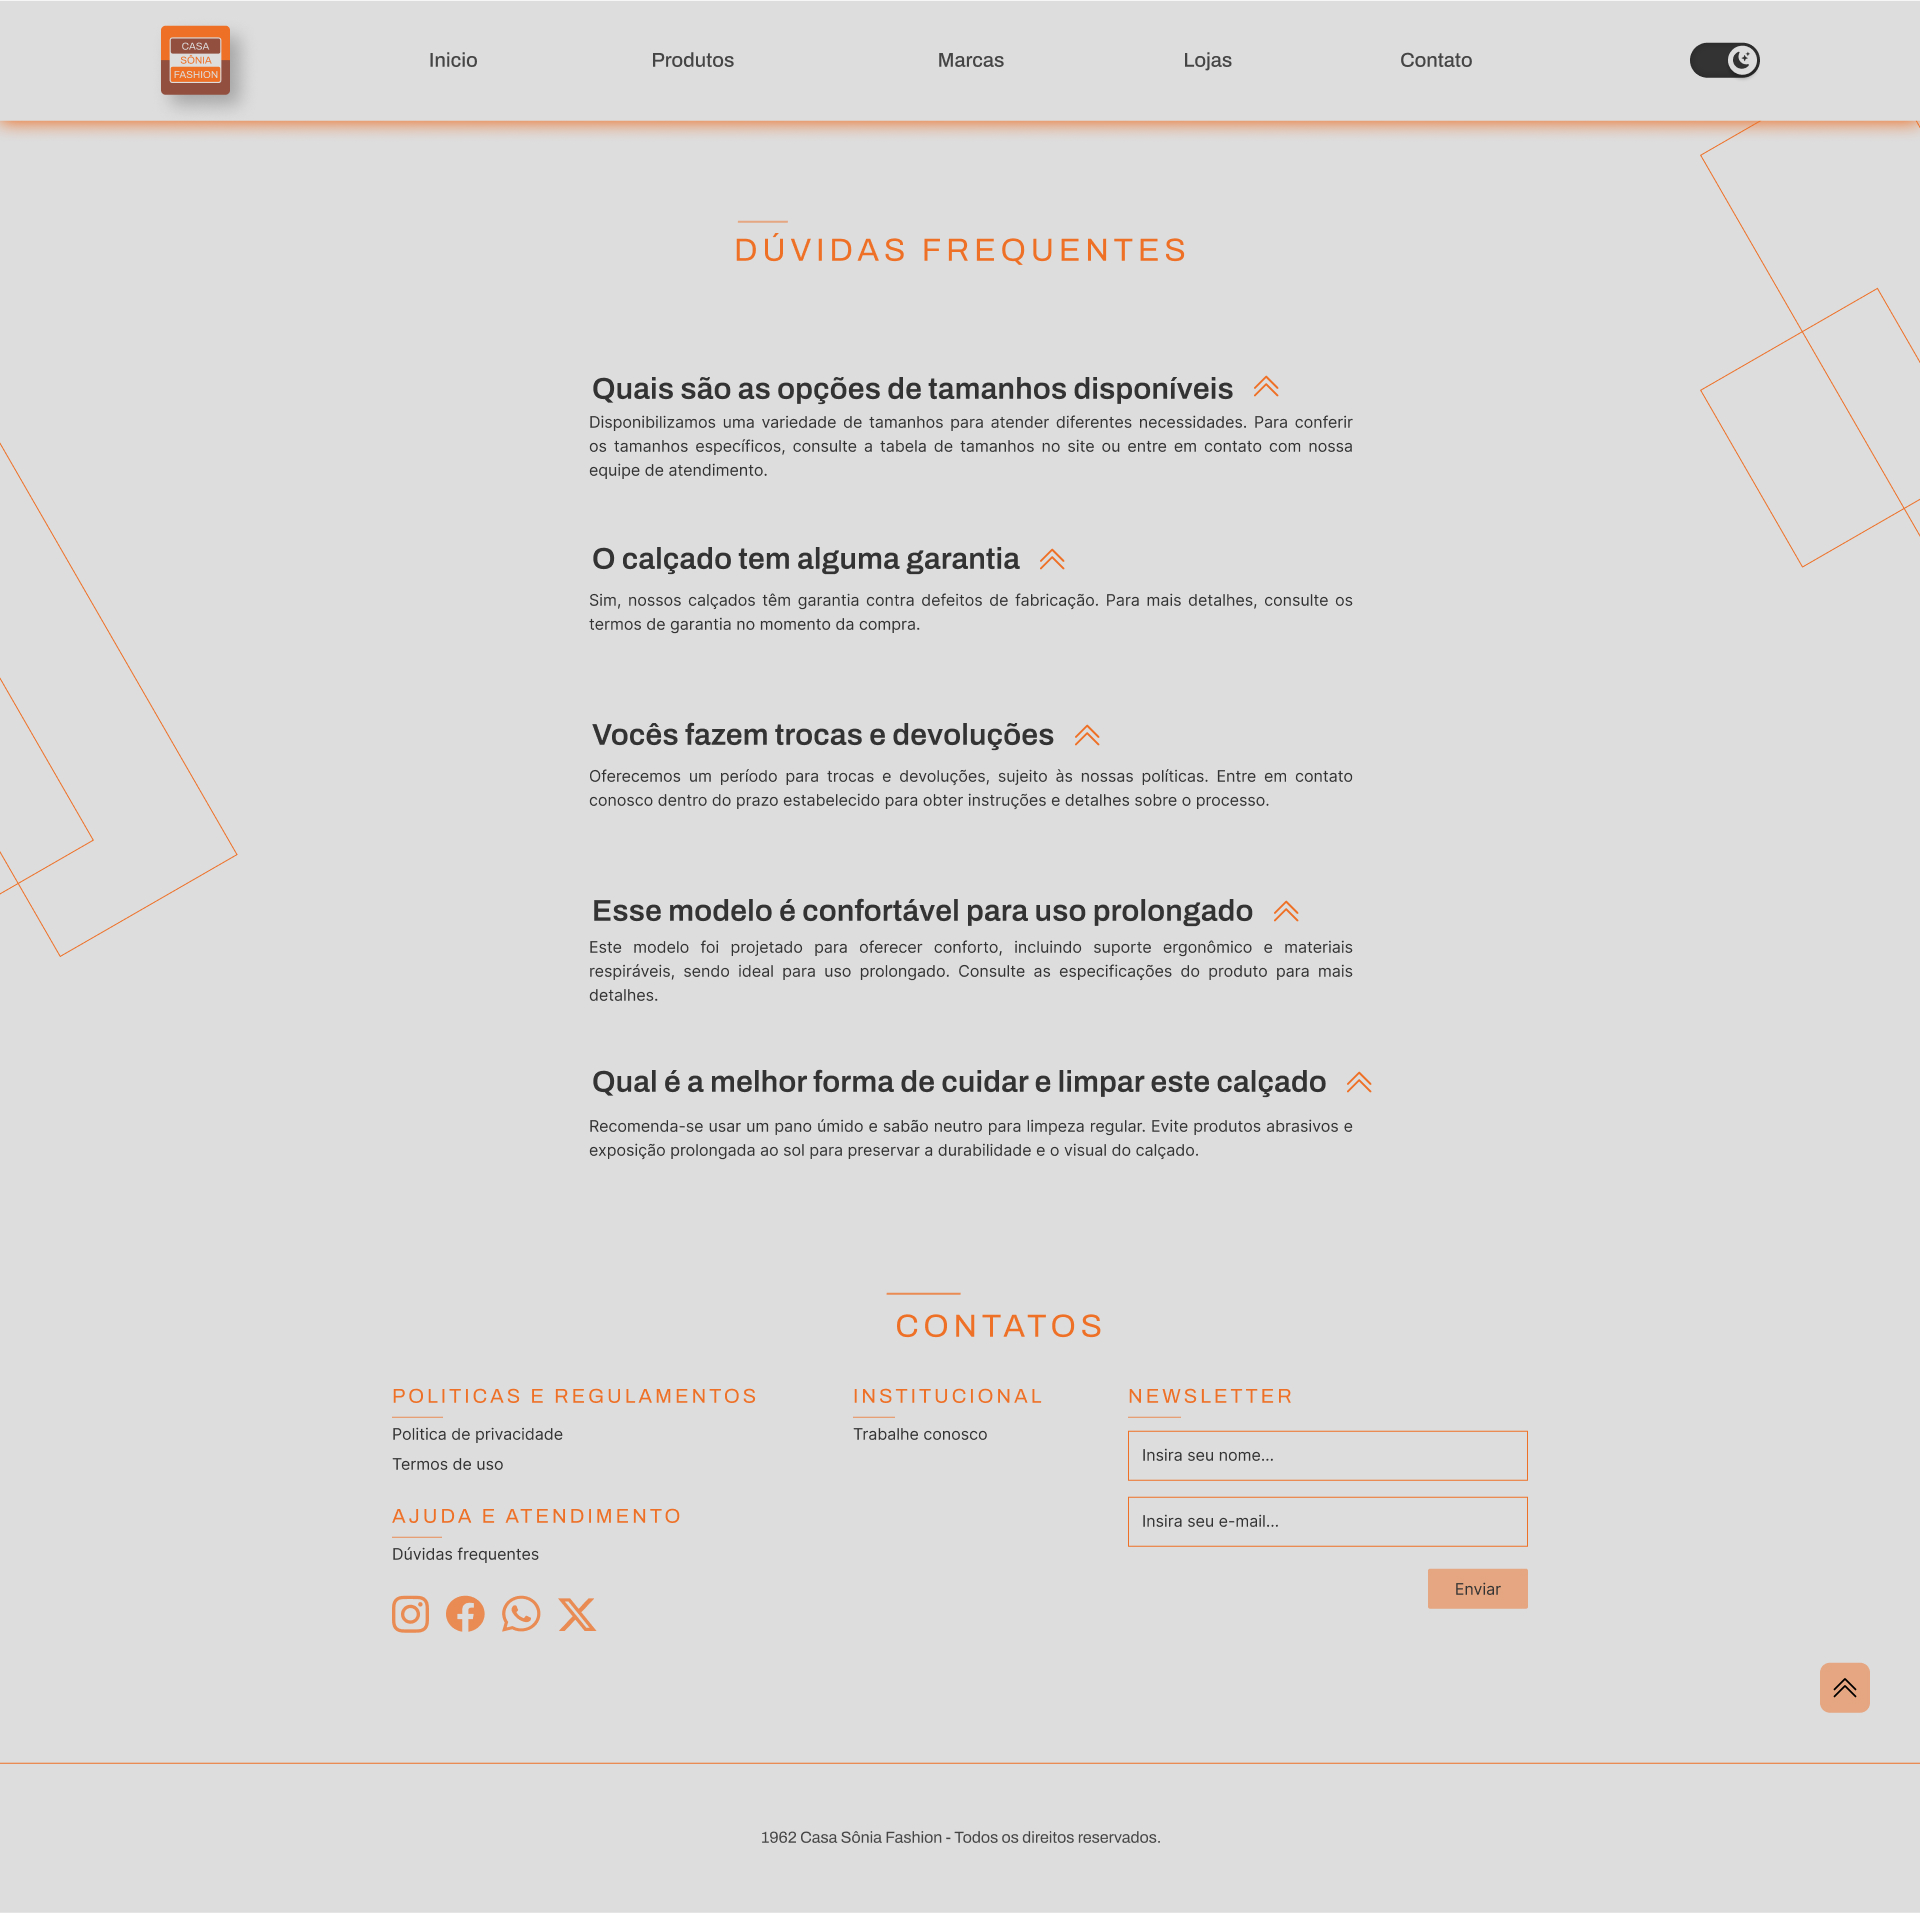 CASA
SÔNIA
FASHION
Inicio
Produtos
Marcas
Lojas
Contato
DÚVIDAS FREQUENTES
Quais são as opções de tamanhos disponíveis
Disponibilizamos uma variedade de tamanhos para atender diferentes necessidades. Para conferir
os tamanhos específicos, consulte a tabela de tamanhos no site ou entre em contato com nossa
equipe de atendimento.
O calçado tem alguma garantia
Sim, nossos calçados têm garantia contra defeitos de fabricação. Para mais detalhes, consulte os
termos de garantia no momento da compra.
Vocês fazem trocas e devoluções
Oferecemos um período para trocas e devoluções, sujeito às nossas políticas. Entre em contato
conosco dentro do prazo estabelecido para obter instruções e detalhes sobre o processo.
Esse modelo é confortável para uso prolongado
Este modelo foi projetado para oferecer conforto, incluindo suporte ergonômico e materiais
respiráveis, sendo ideal para uso prolongado. Consulte as especificações do produto para mais
detalhes.
Qual é a melhor forma de cuidar e limpar este calçado
Recomenda-se usar um pano úmido e sabão neutro para limpeza regular. Evite produtos abrasivos e
exposição prolongada ao sol para preservar a durabilidade e o visual do calçado.
CONTATOS
POLITICAS E REGULAMENTOS
Politica de privacidade
Termos de uso
AJUDA E ATENDIMENTO
Dúvidas frequentes
INSTITUCIONAL
Trabalhe conosco
NEWSLETTER
Insira seu nome...
Insira seu e-mail...
Enviar
1962 Casa Sônia Fashion - Todos os direitos reservados.